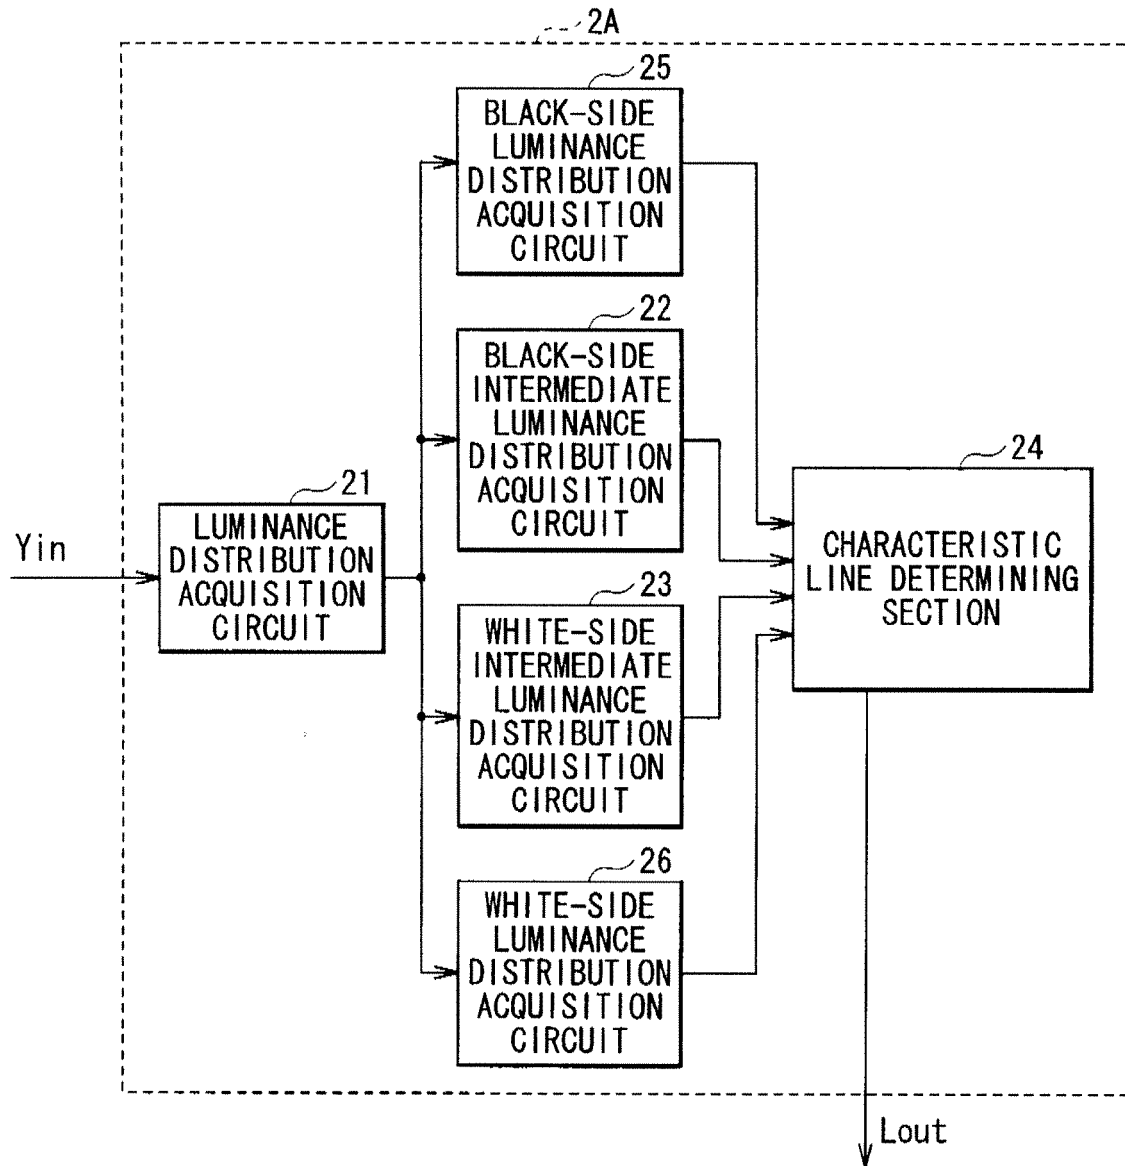 2A
25
BLACK-SIDE
LUMINANCE
DISTRIBUTION
ACQUISITION
CIRCUIT
22
BLACK-SIDE
INTERMEDIATE
LUMINANCE
DISTRIBUTION
ACQUISITION
CIRCUIT
21
LUMINANCE
DISTRIBUTION
ACQUISITION
CIRCUIT
Yin
23
WHITE-SIDE
INTERMEDIATE
LUMINANCE
DISTRIBUTION
ACQUISITION
CIRCUIT
26
WHITE-SIDE
LUMINANCE
DISTRIBUTION
ACQUISITION
CIRCUIT
24
CHARACTERISTIC
LINE DETERMINING
SECTION
Lout